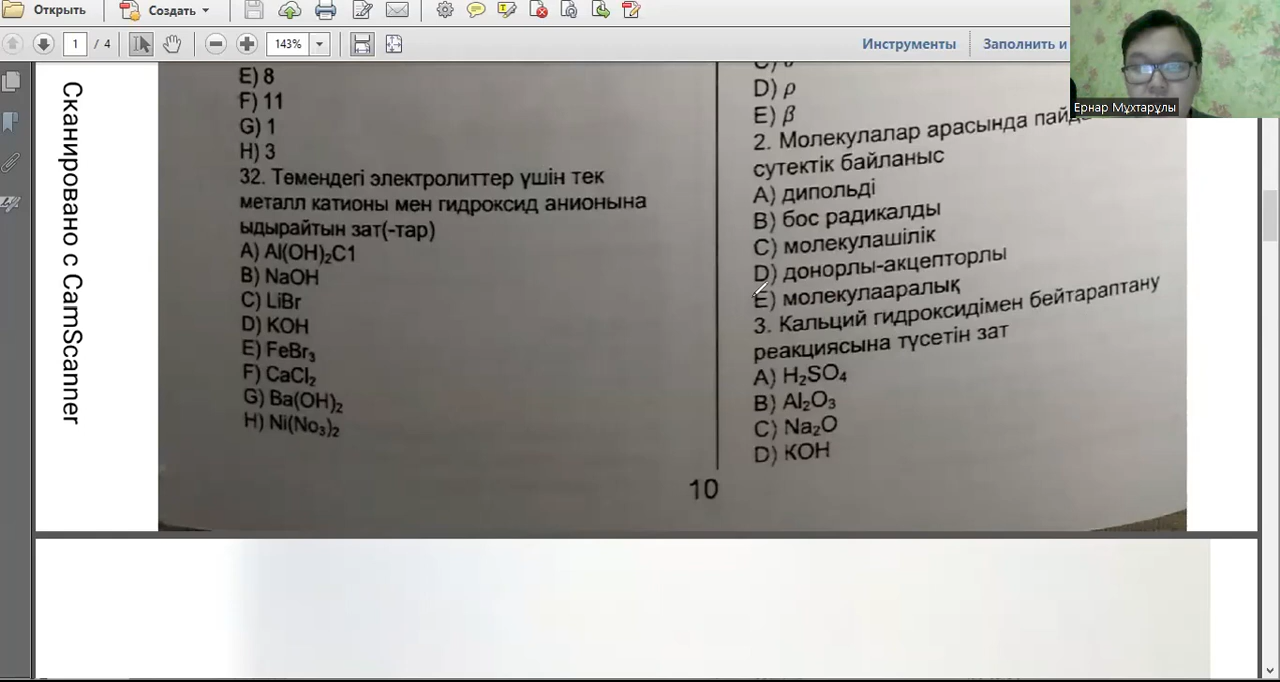 Открыть
Создать
1 / 4
143%
Инструменты
Заполнить и
Ернар Мұхтарұлы
Сканировано с CamScanner
E) 8
F) 11
G) 1
H) 3
32. Төмендегі электролиттер үшін тек
металл катионы мен гидроксид анионына
ыдырайтын зат(-тар)
A) Al(OH)₂C1
B) NaOH
C) LiBr
D) KOH
E) FeBr₃
F) CaCl₂
G) Ba(OH)₂
H) Ni(No₃)₂
D) ρ
E) β
2. Молекулалар арасында
сутектік байланыс
A) дипольді
B) бос радикалды
C) молекулашілік
D) донорлы-акцепторлы
E) молекулааралық
3. Кальций гидроксидімен бейтараптану
реакциясына түсетін зат
A) H₂SO₄
B) Al₂O₃
C) Na₂O
D) KOH
10